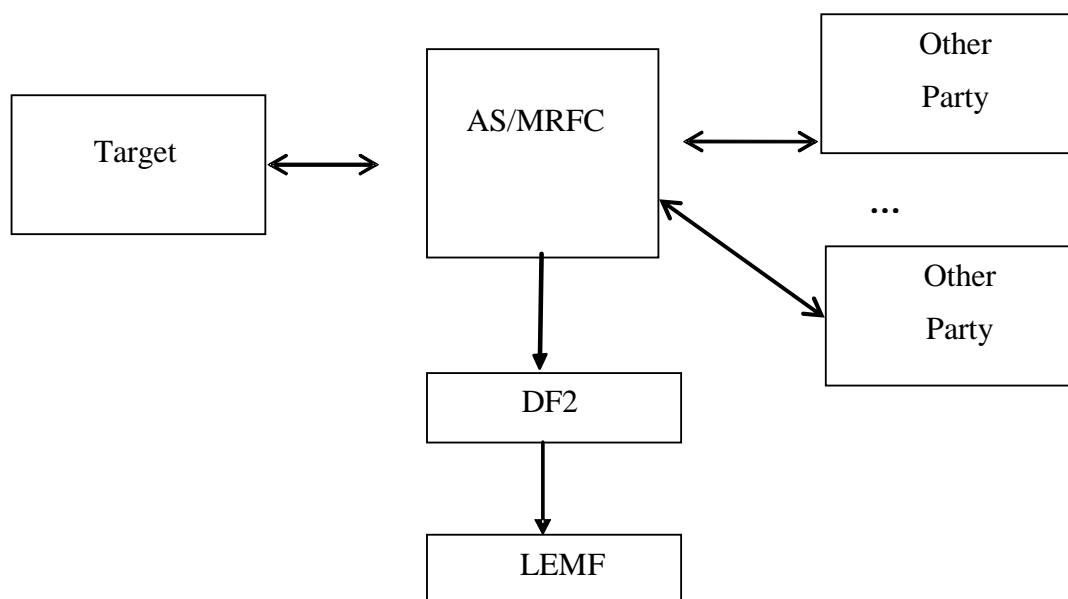 Target
AS/MRFC
Other
Party
...
Other
Party
DF2
LEMF